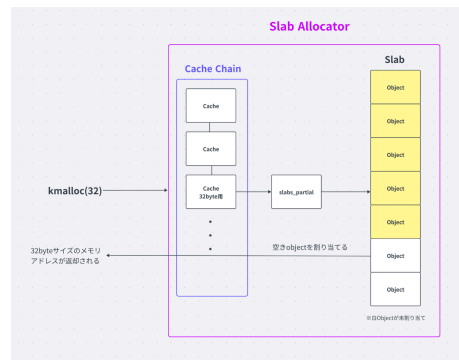 Slab Allocator
Slab
Cache Chain
Object
Cache
Object
Cache
Object
kmalloc(32)
Cache
32byte用
slabs_partial
Object
Object
空きobjectを割り当てる
32byteサイズのメモリ
アドレスが返却される
Object
Object
※白Objectが未割り当て